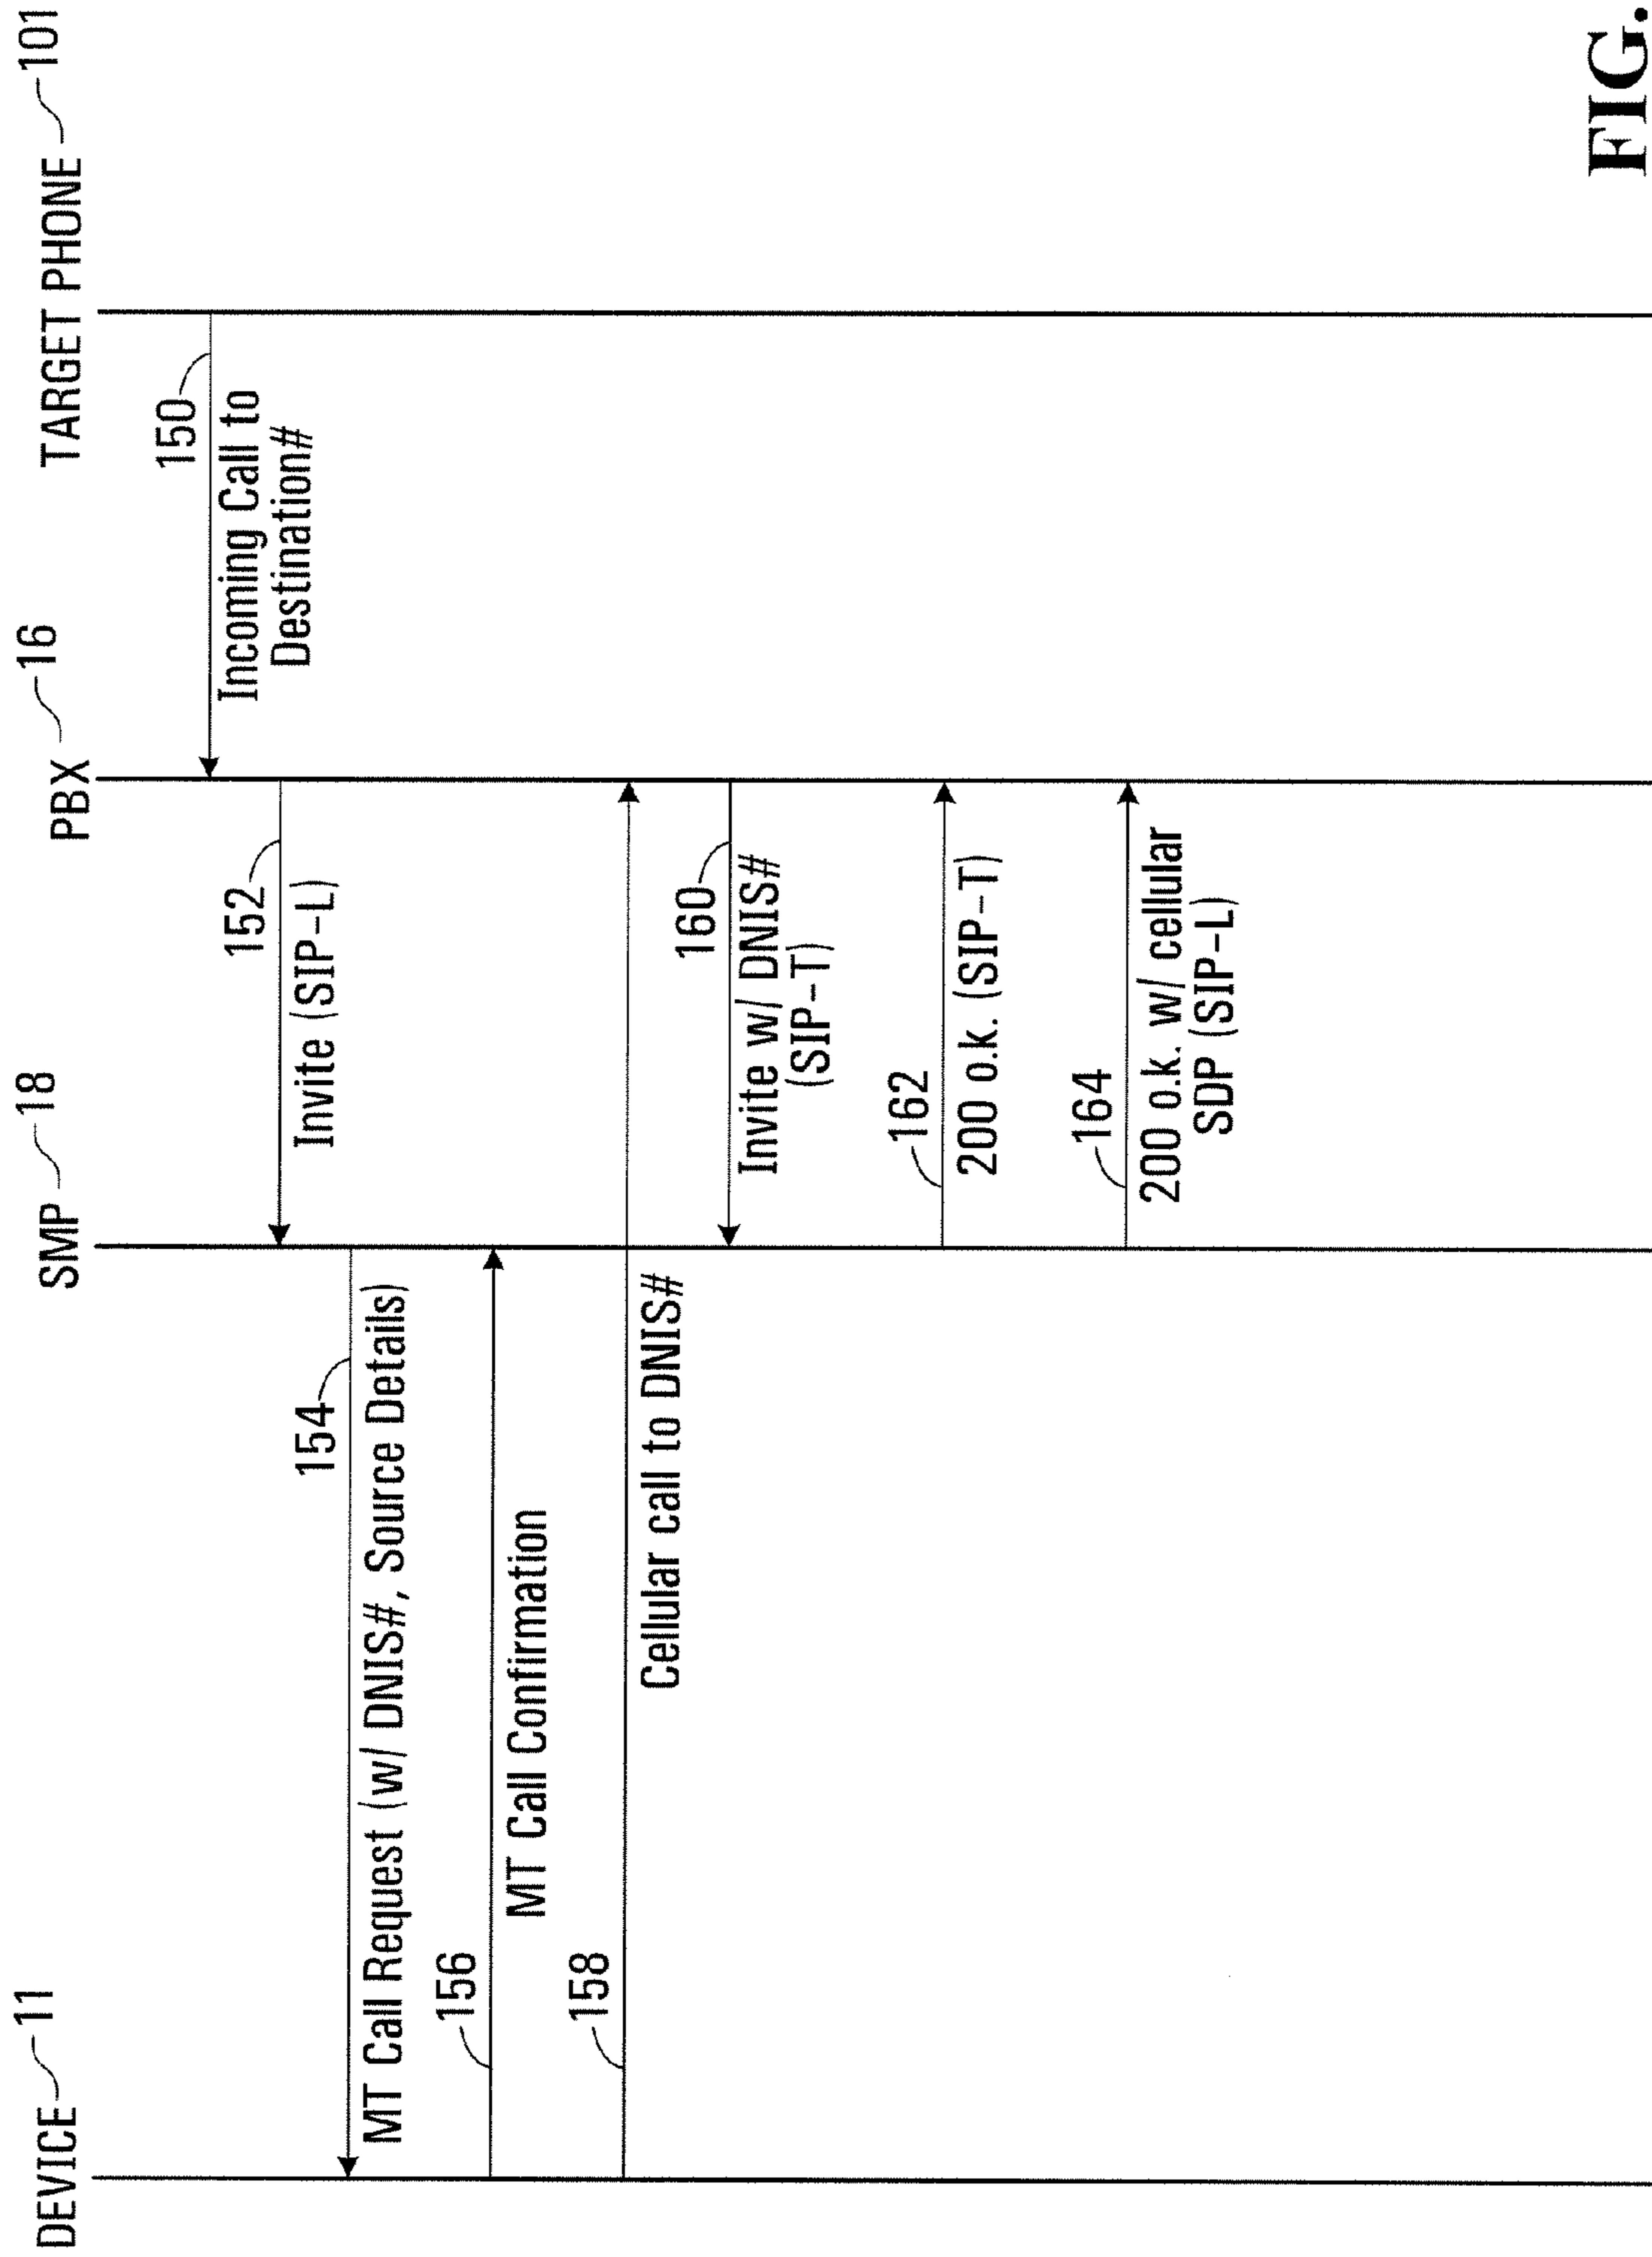 DEVICE 11
SMP 18
PBX 16
TARGET PHONE 101
150
Incoming Call to
Destination#
152
Invite (SIP-L)
154
MT Call Request (w/ DNIS#, Source Details)
156
MT Call Confirmation
158
Cellular call to DNIS#
160
Invite w/ DNIS#
(SIP-T)
162
200 o.k. (SIP-T)
164
200 o.k. w/ cellular
SDP (SIP-L)
FIG.